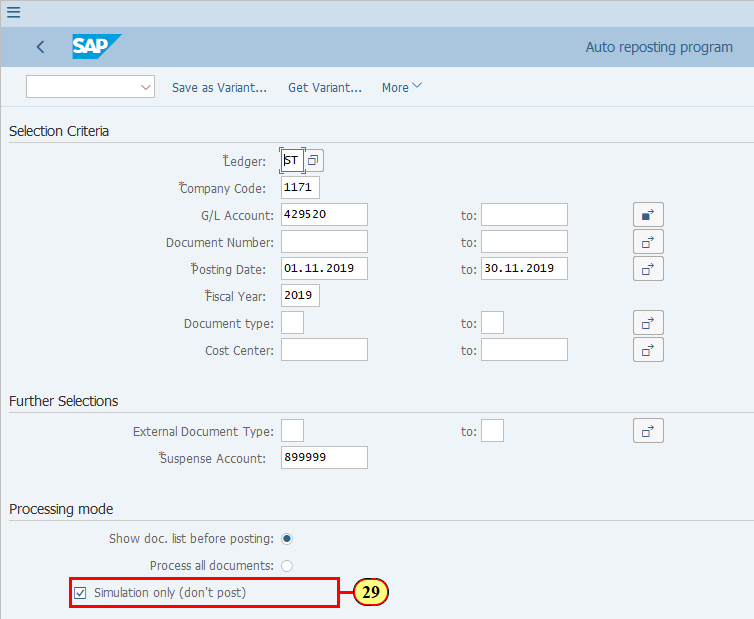 SAP
Auto reposting program
Save as Variant... Get Variant... More
Selection Criteria
*Ledger: ST
*Company Code: 1171
G/L Account: 429520 to:
Document Number: to:
*Posting Date: 01.11.2019 to: 30.11.2019
*Fiscal Year: 2019
Document type: to:
Cost Center: to:
Further Selections
External Document Type: to:
*Suspense Account: 899999
Processing mode
Show doc. list before posting:
Process all documents:
Simulation only (don't post) 29